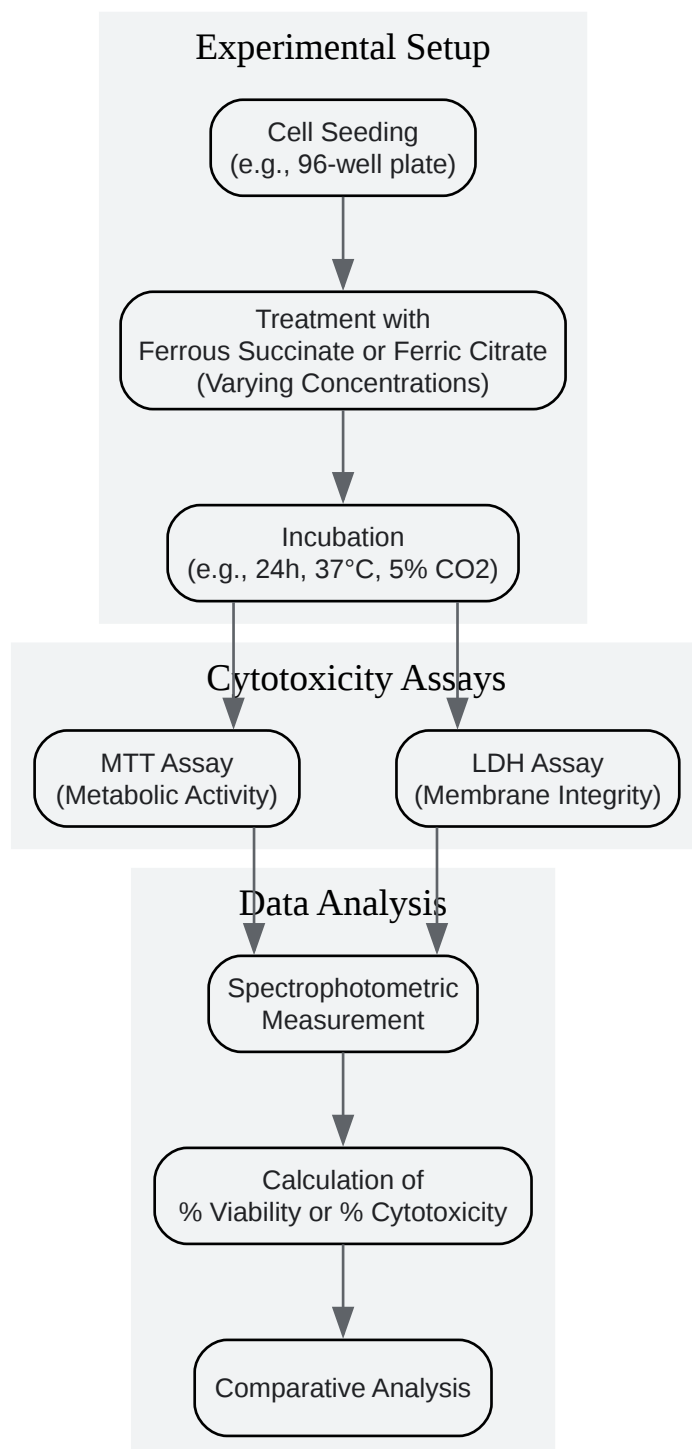 Experimental Setup
Cell Seeding
(e.g., 96-well plate)
Treatment with
Ferrous Succinate or Ferric Citrate
(Varying Concentrations)
Incubation
(e.g., 24h, 37°C, 5% CO2)
Cytotoxicity Assays
MTT Assay
(Metabolic Activity)
LDH Assay
(Membrane Integrity)
Data Analysis
Spectrophotometric
Measurement
Calculation of
% Viability or % Cytotoxicity
Comparative Analysis